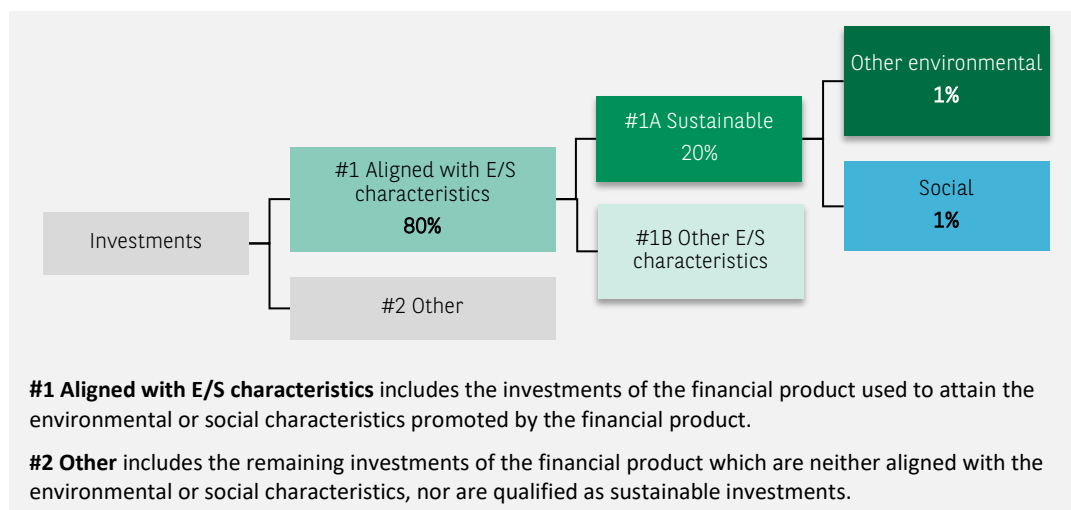 Investments
#1 Aligned with E/S
characteristics
80%
#2 Other
#1A Sustainable
20%
#1B Other E/S
characteristics
Other environmental
1%
Social
1%
#1 Aligned with E/S characteristics includes the investments of the financial product used to attain the
environmental or social characteristics promoted by the financial product.
#2 Other includes the remaining investments of the financial product which are neither aligned with the
environmental or social characteristics, nor are qualified as sustainable investments.